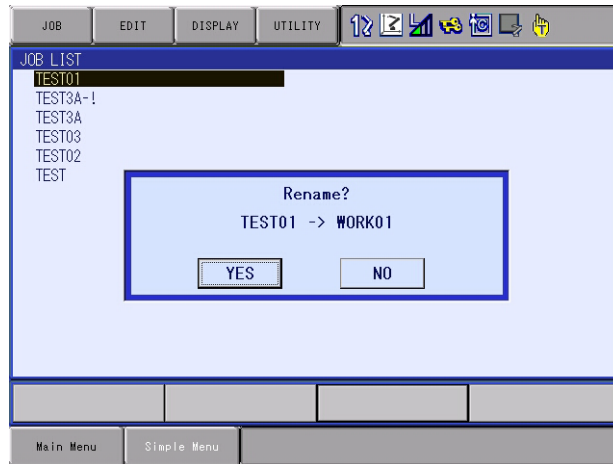 JOB EDIT DISPLAY UTILITY
JOB LIST
TEST01
TEST3A-!
TEST3A
TEST03
TEST02
TEST
Rename?
TEST01 -> WORK01
YES NO
Main Menu Simple Menu